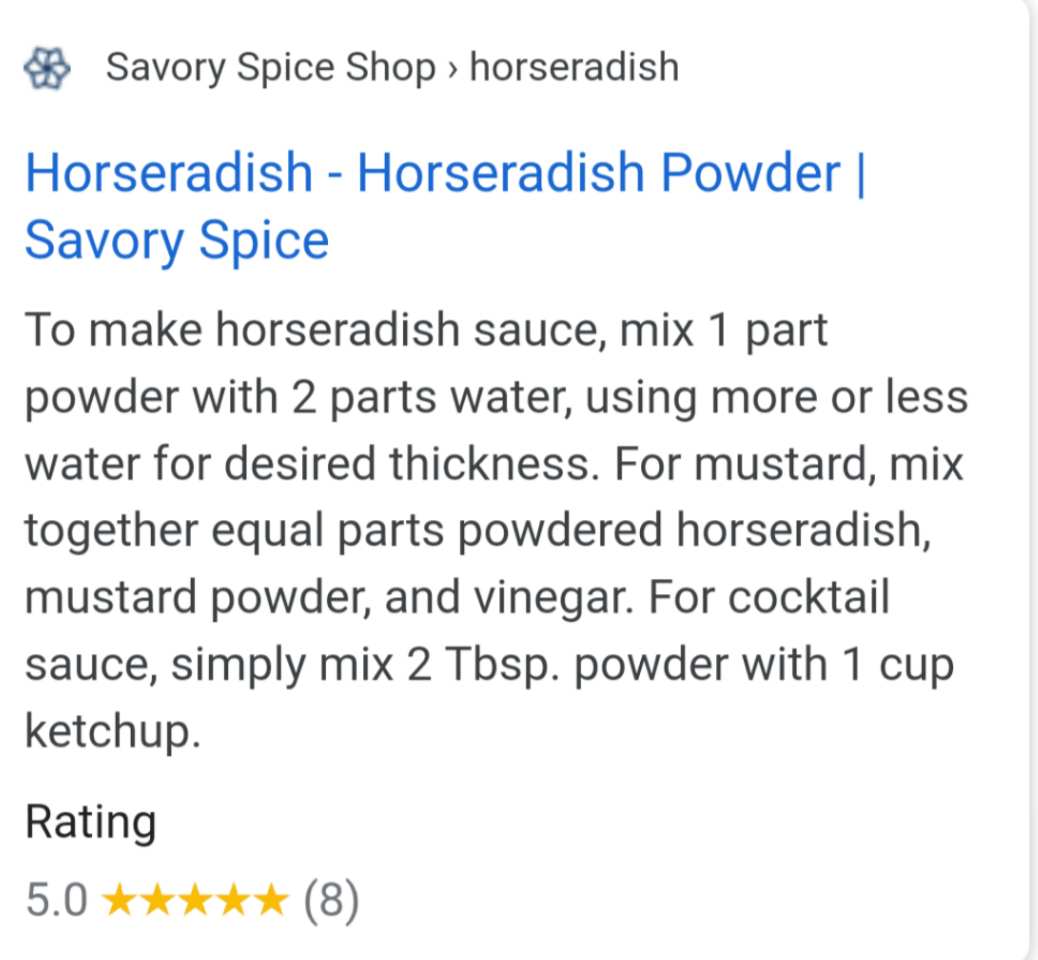 Savory Spice Shop › horseradish
Horseradish - Horseradish Powder |
Savory Spice
To make horseradish sauce, mix 1 part
powder with 2 parts water, using more or less
water for desired thickness. For mustard, mix
together equal parts powdered horseradish,
mustard powder, and vinegar. For cocktail
sauce, simply mix 2 Tbsp. powder with 1 cup
ketchup.
Rating
5.0 ★★★★★ (8)